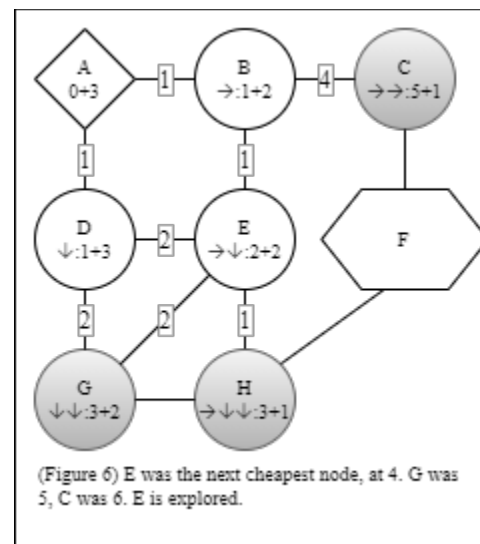 A
0+3
1
B
→:1+2
4
C
→→:5+1
1
1
D
↓:1+3
2
E
→↓:2+2
F
2
2
1
G
↓↓:3+2
H
→↓↓:3+1
(Figure 6) E was the next cheapest node, at 4. G was
5, C was 6. E is explored.